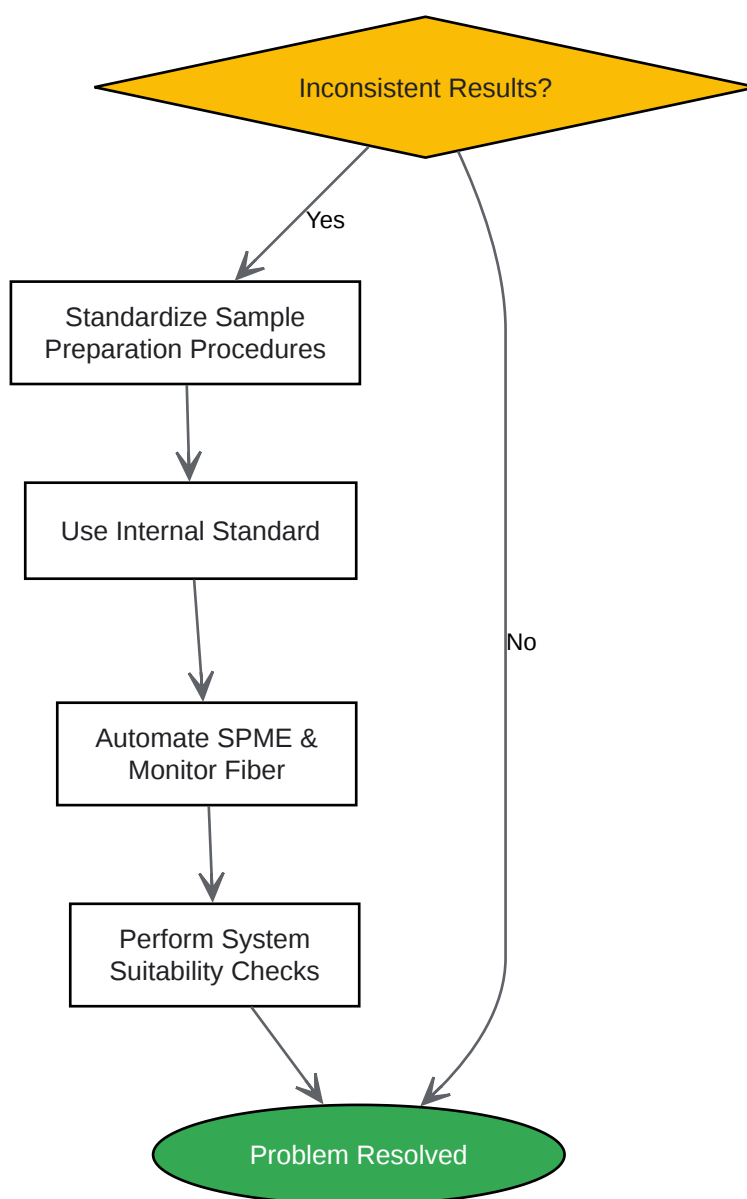 Inconsistent Results?
Yes
Standardize Sample
Preparation Procedures
Use Internal Standard
No
Automate SPME &
Monitor Fiber
Perform System
Suitability Checks
Problem Resolved